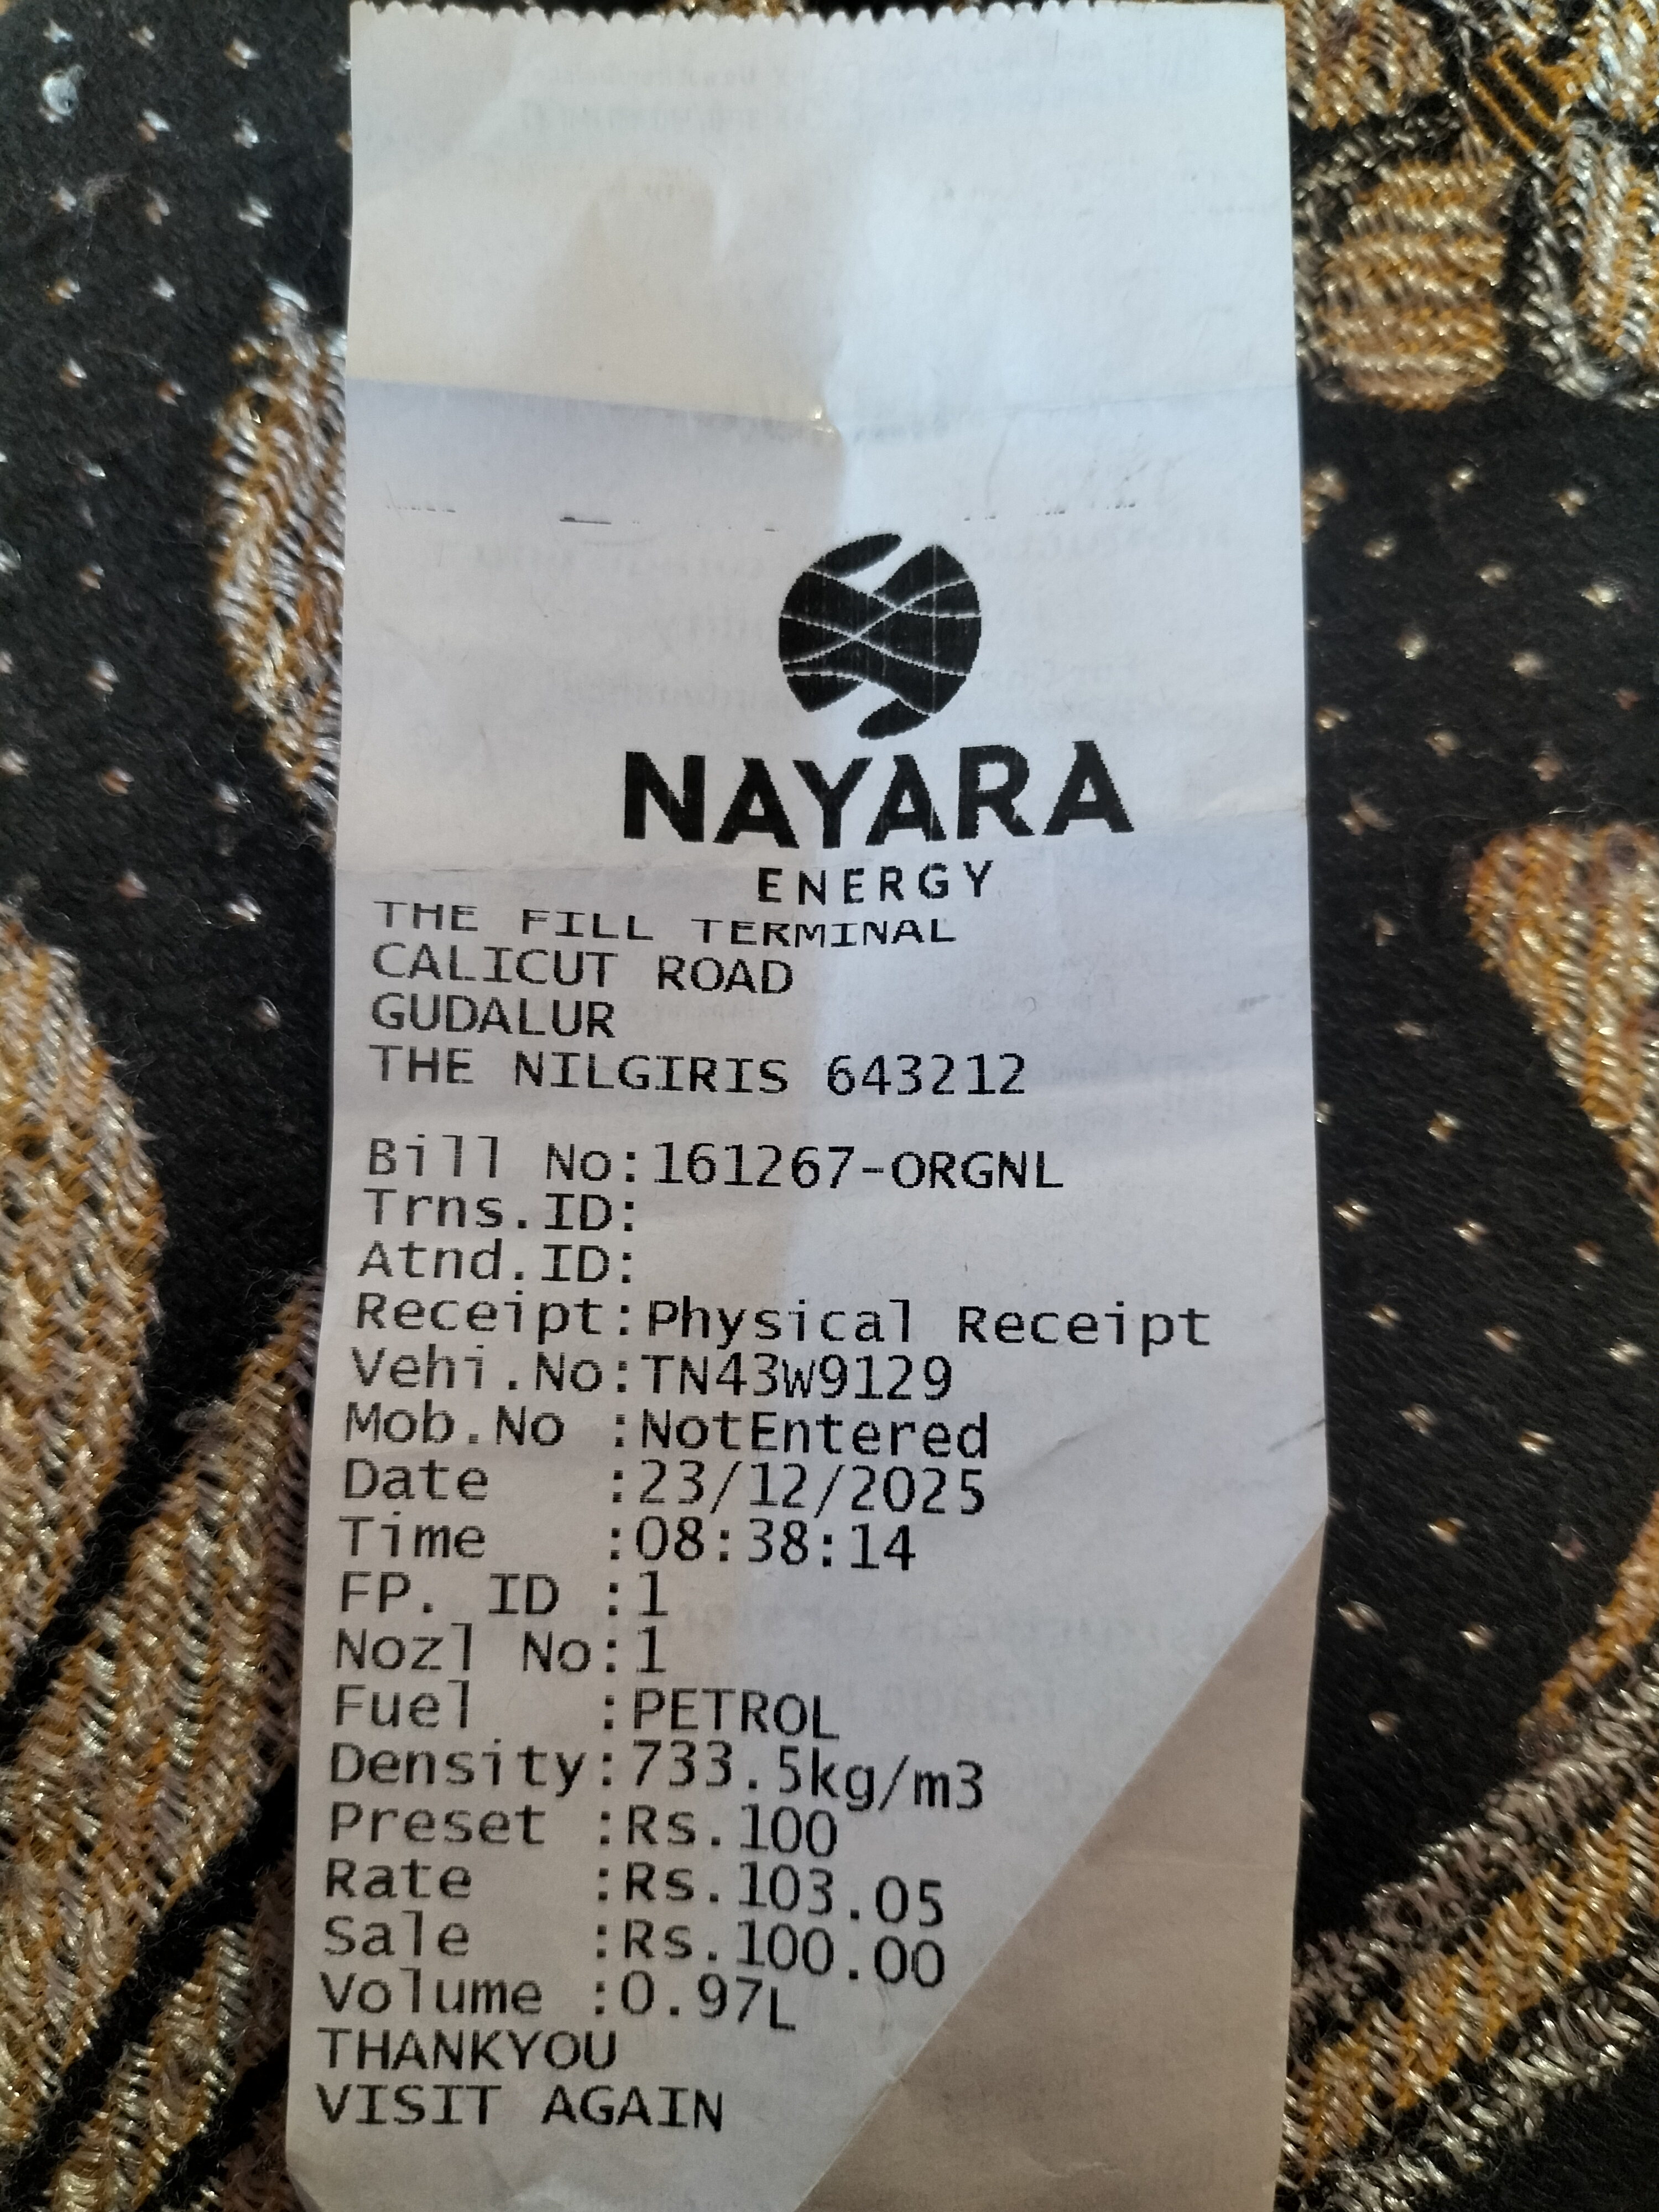 NAYARA
ENERGY
THE FILL TERMINAL
CALICUT ROAD
GUDALUR
THE NILGIRIS 643212
Bill No:161267-ORGNL
Trns.ID:
Atnd.ID:
Receipt:Physical Receipt
Vehi.No:TN43W9129
Mob.No :NotEntered
Date :23/12/2025
Time :08:38:14
FP. ID :1
Nozl No:1
Fuel :PETROL
Density:733.5kg/m3
Preset :Rs.100
Rate :Rs.103.05
Sale :Rs.100.00
Volume :0.97L
THANKYOU
VISIT AGAIN